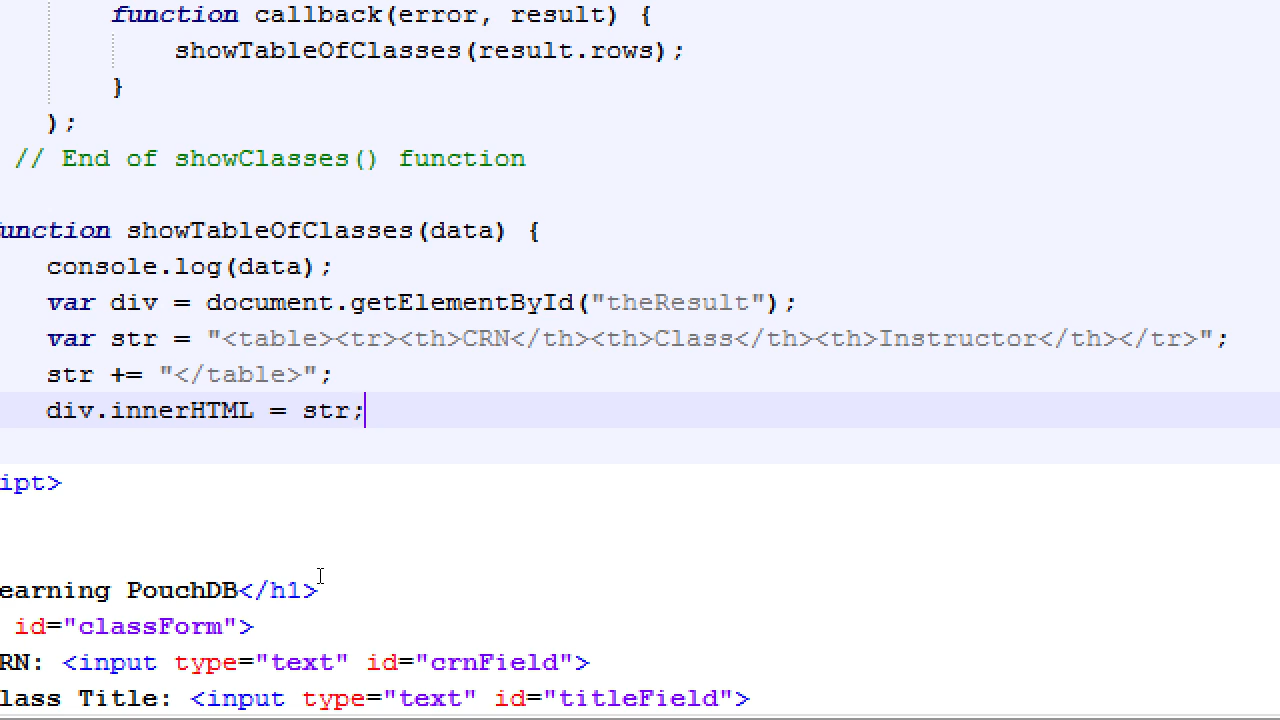 function callback(error, result) {
showTableOfClasses(result.rows);
}
);
// End of showClasses() function
unction showTableOfClasses(data) {
console.log(data);
var div = document.getElementById("theResult");
var str = "<table><tr><th>CRN</th><th>Class</th><th>Instructor</th></tr>";
str += "</table>";
div.innerHTML = str;
ipt>
earning PouchDB</h1>
id="classForm">
RN: <input type="text" id="crnField">
lass Title: <input type="text" id="titleField">